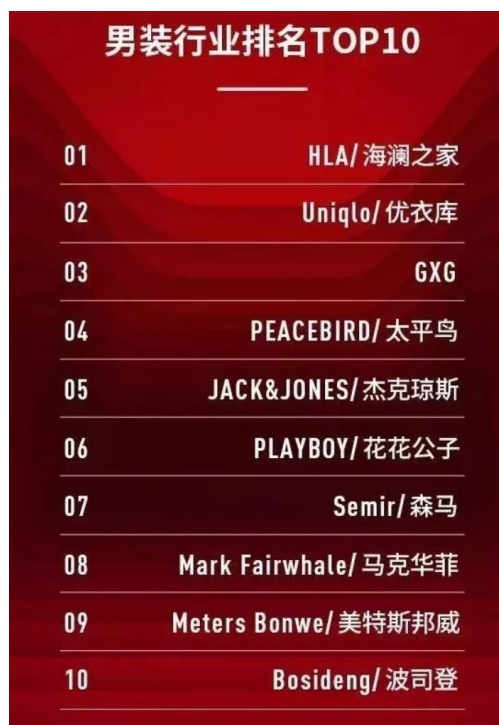 男装行业排名TOP10
01 HLA/海澜之家
02 Uniqlo/优衣库
03 GXG
04 PEACEBIRD/太平鸟
05 JACK&JONES/杰克琼斯
06 PLAYBOY/花花公子
07 Semir/森马
08 Mark Fairwhale/马克华菲
09 Meters Bonwe/美特斯邦威
10 Bosideng/波司登